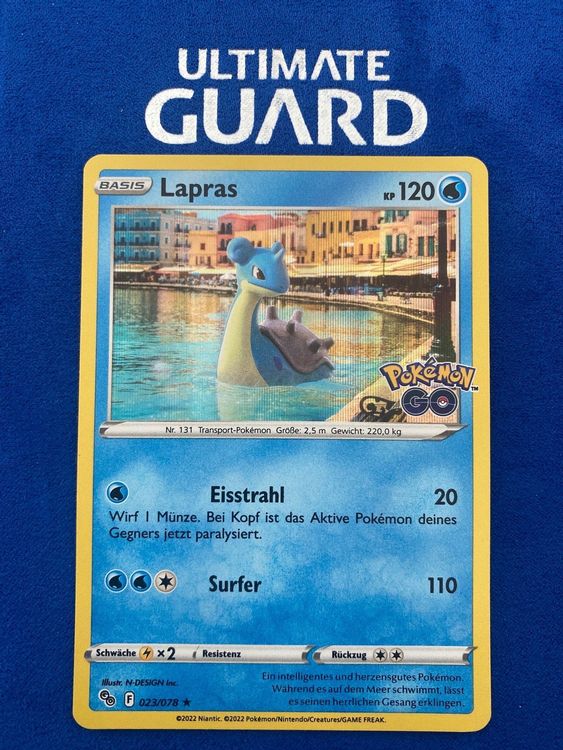 ULTIMATE
GUARD
BASIS Lapras KP 120
Pokémon TM
GO
Nr. 131 Transport-Pokémon Größe: 2,5 m Gewicht: 220,0 kg
Eisstrahl 20
Wirf 1 Münze. Bei Kopf ist das Aktive Pokémon deines
Gegners jetzt paralysiert.
Surfer 110
Schwäche ×2 Resistenz Rückzug
Illustr. N-DESIGN Inc.
F 023/078 ★
Ein intelligentes und herzensgutes Pokémon.
Während es auf dem Meer schwimmt, lässt
es seinen herrlichen Gesang erklingen.
©2022 Niantic. ©2022 Pokémon/Nintendo/Creatures/GAME FREAK.